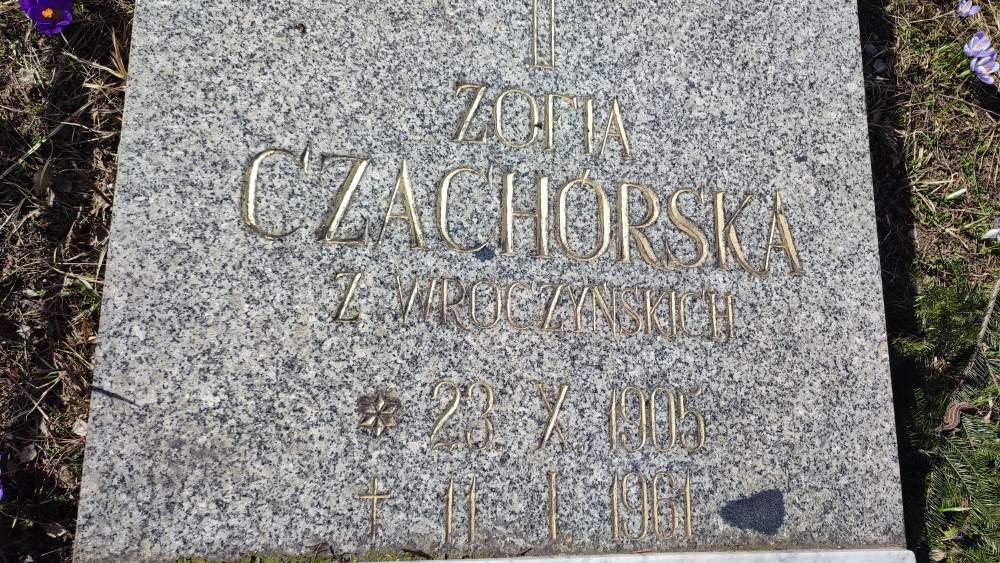 ZOFIA
CZACHÓRSKA
Z WROCZYŃSKICH
* 23. X. 1905
† 11 I. 1961